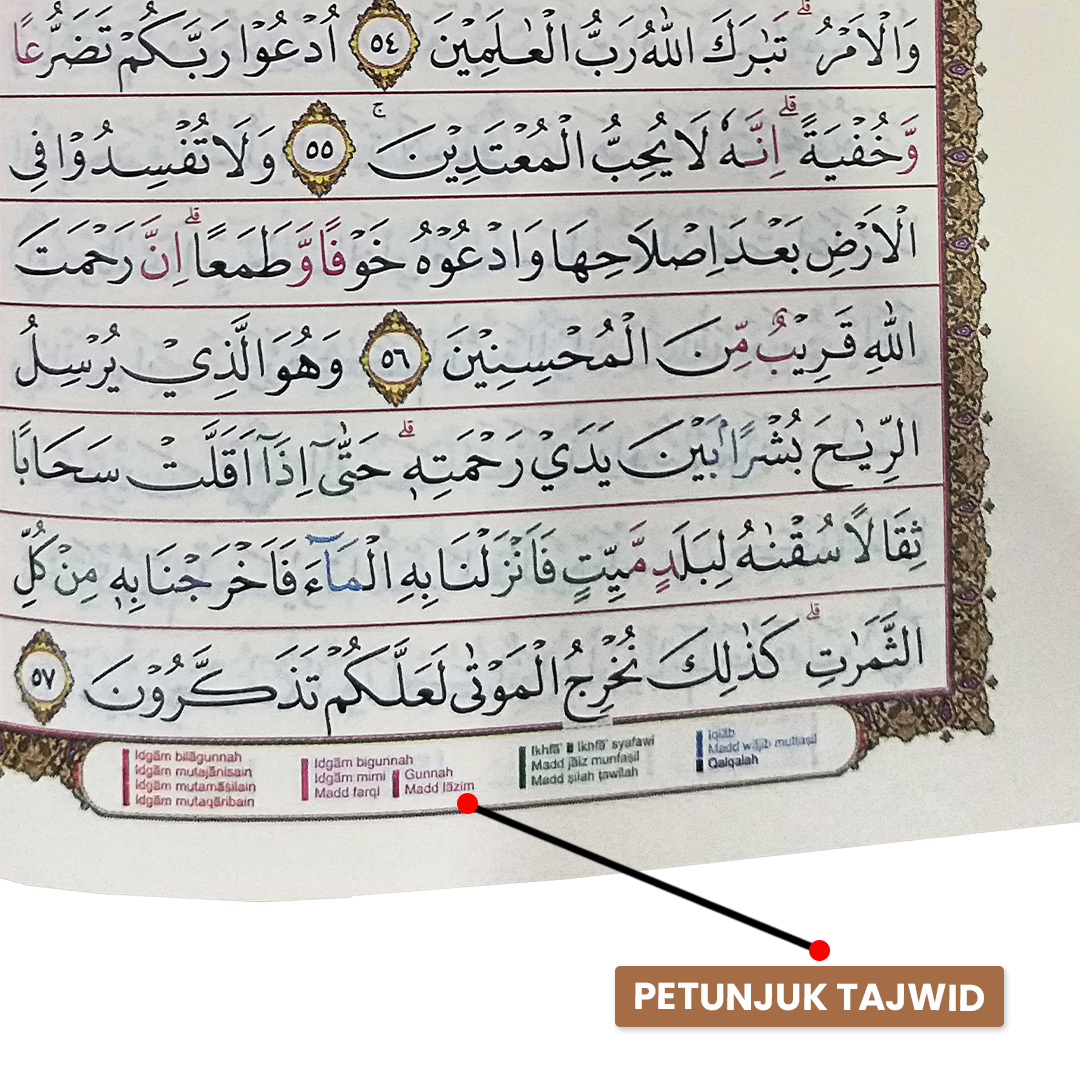 وَالْاَمْرُ ۗ تَبٰرَكَ اللّٰهُ رَبُّ الْعٰلَمِيْنَ ٥٤ اُدْعُوْا رَبَّكُمْ تَضَرُّعًا
وَّخُفْيَةً ۗ اِنَّهٗ لَا يُحِبُّ الْمُعْتَدِيْنَ ۚ ٥٥ وَلَا تُفْسِدُوْا فِى
الْاَرْضِ بَعْدَ اِصْلَاحِهَا وَادْعُوْهُ خَوْفًا وَّطَمَعًا ۗ اِنَّ رَحْمَتَ
اللّٰهِ قَرِيْبٌ مِّنَ الْمُحْسِنِيْنَ ٥٦ وَهُوَ الَّذِيْ يُرْسِلُ
الرِّيٰحَ بُشْرًاۢ بَيْنَ يَدَيْ رَحْمَتِهٖ ۗ حَتّٰٓى اِذَآ اَقَلَّتْ سَحَابًا
ثِقَالًا سُقْنٰهُ لِبَلَدٍ مَّيِّتٍ فَاَنْزَلْنَا بِهِ الْمَاۤءَ فَاَخْرَجْنَا بِهٖ مِنْ كُلِّ
الثَّمَرٰتِ ۗ كَذٰلِكَ نُخْرِجُ الْمَوْتٰى لَعَلَّكُمْ تَذَكَّرُوْنَ ٥٧
Idgām bilāgunnah
Idgām mutajānisain
Idgām mutamāṡilain
Idgām mutaqāribain
Idgām bigunnah
Idgām mimi
Madd farqi
Gunnah
Madd lāzim
Ikhfā' Ikhfā' syafawi
Madd jāiz munfaṣil
Madd ṣilah ṭawilah
Iqlāb
Madd wājib muttaṣil
Qalqalah
PETUNJUK TAJWID